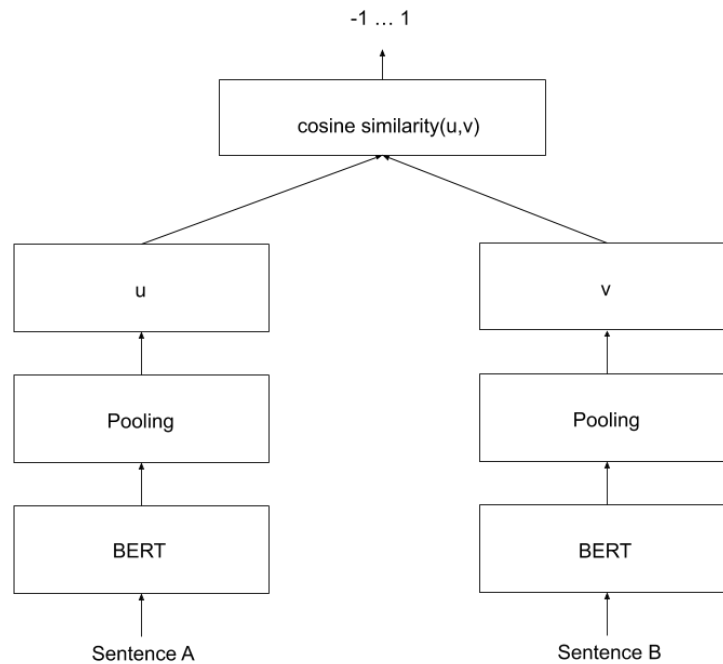 -1 ... 1
cosine similarity(u,v)
u
v
Pooling
Pooling
BERT
BERT
Sentence A
Sentence B